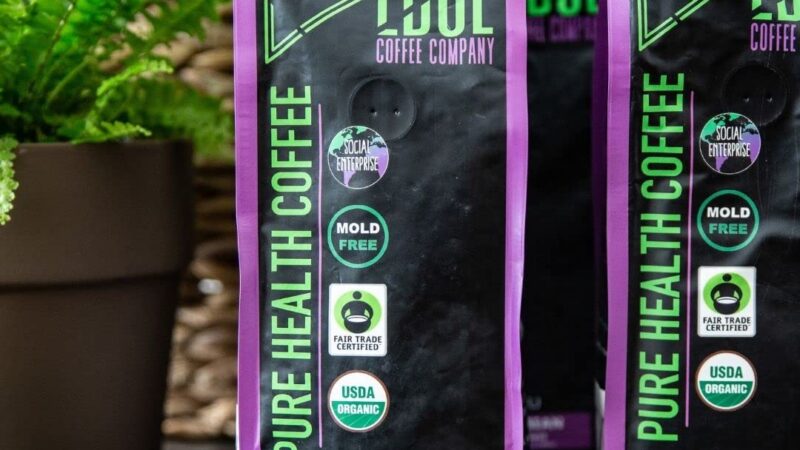 EDGE
COFFEE COMPANY
PURE HEALTH COFFEE
SOCIAL
ENTERPRISE
MOLD
FREE
FAIR TRADE
CERTIFIED
USDA
ORGANIC
COFFEE
PURE HEALTH COFFEE
SOCIAL
ENTERPRISE
MOLD
FREE
FAIR TRADE
CERTIFIED
USDA
ORGANIC